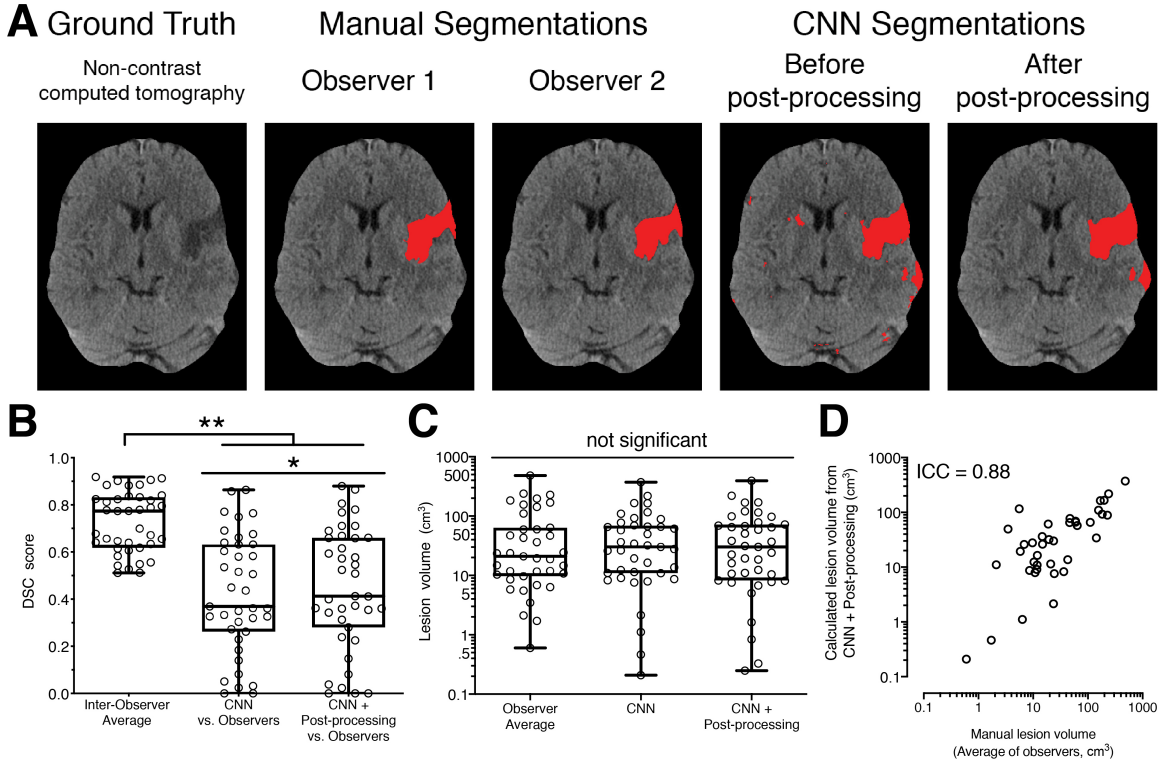 A Ground Truth Manual Segmentations CNN Segmentations
Non-contrast
computed tomography
Observer 1
Observer 2
Before
post-processing
After
post-processing
B
**
*
1.0
0.8
0.6
0.4
0.2
0.0
DSC score
Inter-Observer
Average
CNN
vs. Observers
CNN +
Post-processing
vs. Observers
C
not significant
1000
500
100
50
10
5
1
.5
0.1
Lesion volume (cm³)
Observer
Average
CNN
CNN +
Post-processing
D
ICC = 0.88
1000
100
10
1
0.1
Calculated lesion volume from
CNN + Post-processing (cm³)
0.1 1 10 100 1000
Manual lesion volume
(Average of observers, cm³)